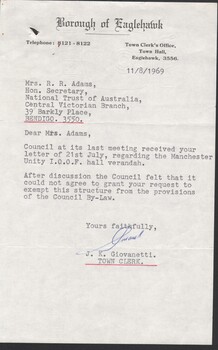 Borough of Eaglehawk
Telephone: 8121-8122
Town Clerk's Office,
Town Hall,
Eaglehawk, 3556.
11/8/1969
Mrs. R. R. Adams,
Hon. Secretary,
National Trust of Australia,
Central Victorian Branch,
39 Barkly Place,
BENDIGO. 3550.
Dear Mrs. Adams,
Council at its last meeting received your
letter of 21st July, regarding the Manchester
Unity I.O.O.F. hall verandah.
After discussion the Council felt that it
could not agree to grant your request to
exempt this structure from the provisions
of the Council By-Law.
Yours faithfully,
J. E. Giovanetti.
TOWN CLERK.